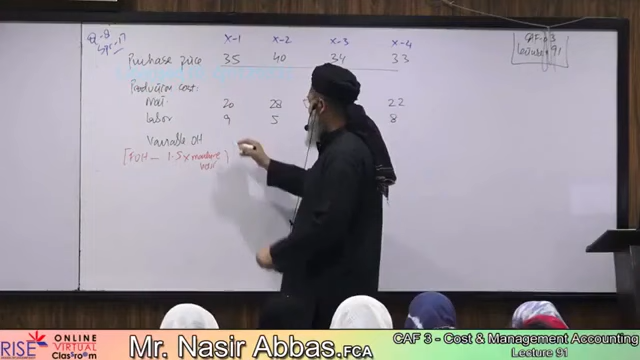 Q-8
X-1 X-2 X-3 X-4
Purchase price 35 40 34 33
Production cost:
Mat: 20 28 22
labor 9 5 8
Variable OH
[FOH - 1.5 x machine
CAF-03
lecture 91
RISE ONLINE VIRTUAL Classroom
Mr. Nasir Abbas, FCA
CAF 3 - Cost & Management Accounting
Lecture 91